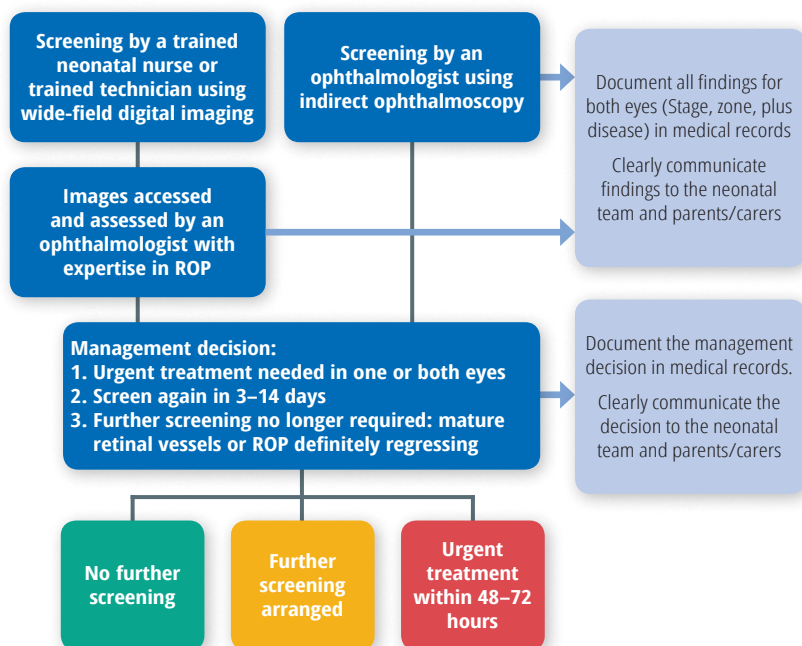 Screening by a trained
neonatal nurse or
trained technician using
wide-field digital imaging
Screening by an
ophthalmologist using
indirect ophthalmoscopy
Document all findings for
both eyes (Stage, zone, plus
disease) in medical records
Clearly communicate
findings to the neonatal
team and parents/carers
Images accessed
and assessed by an
ophthalmologist with
expertise in ROP
Management decision:
1. Urgent treatment needed in one or both eyes
2. Screen again in 3–14 days
3. Further screening no longer required: mature
retinal vessels or ROP definitely regressing
Document the management
decision in medical records.
Clearly communicate the
decision to the neonatal
team and parents/carers
No further
screening
Further
screening
arranged
Urgent
treatment
within 48–72
hours